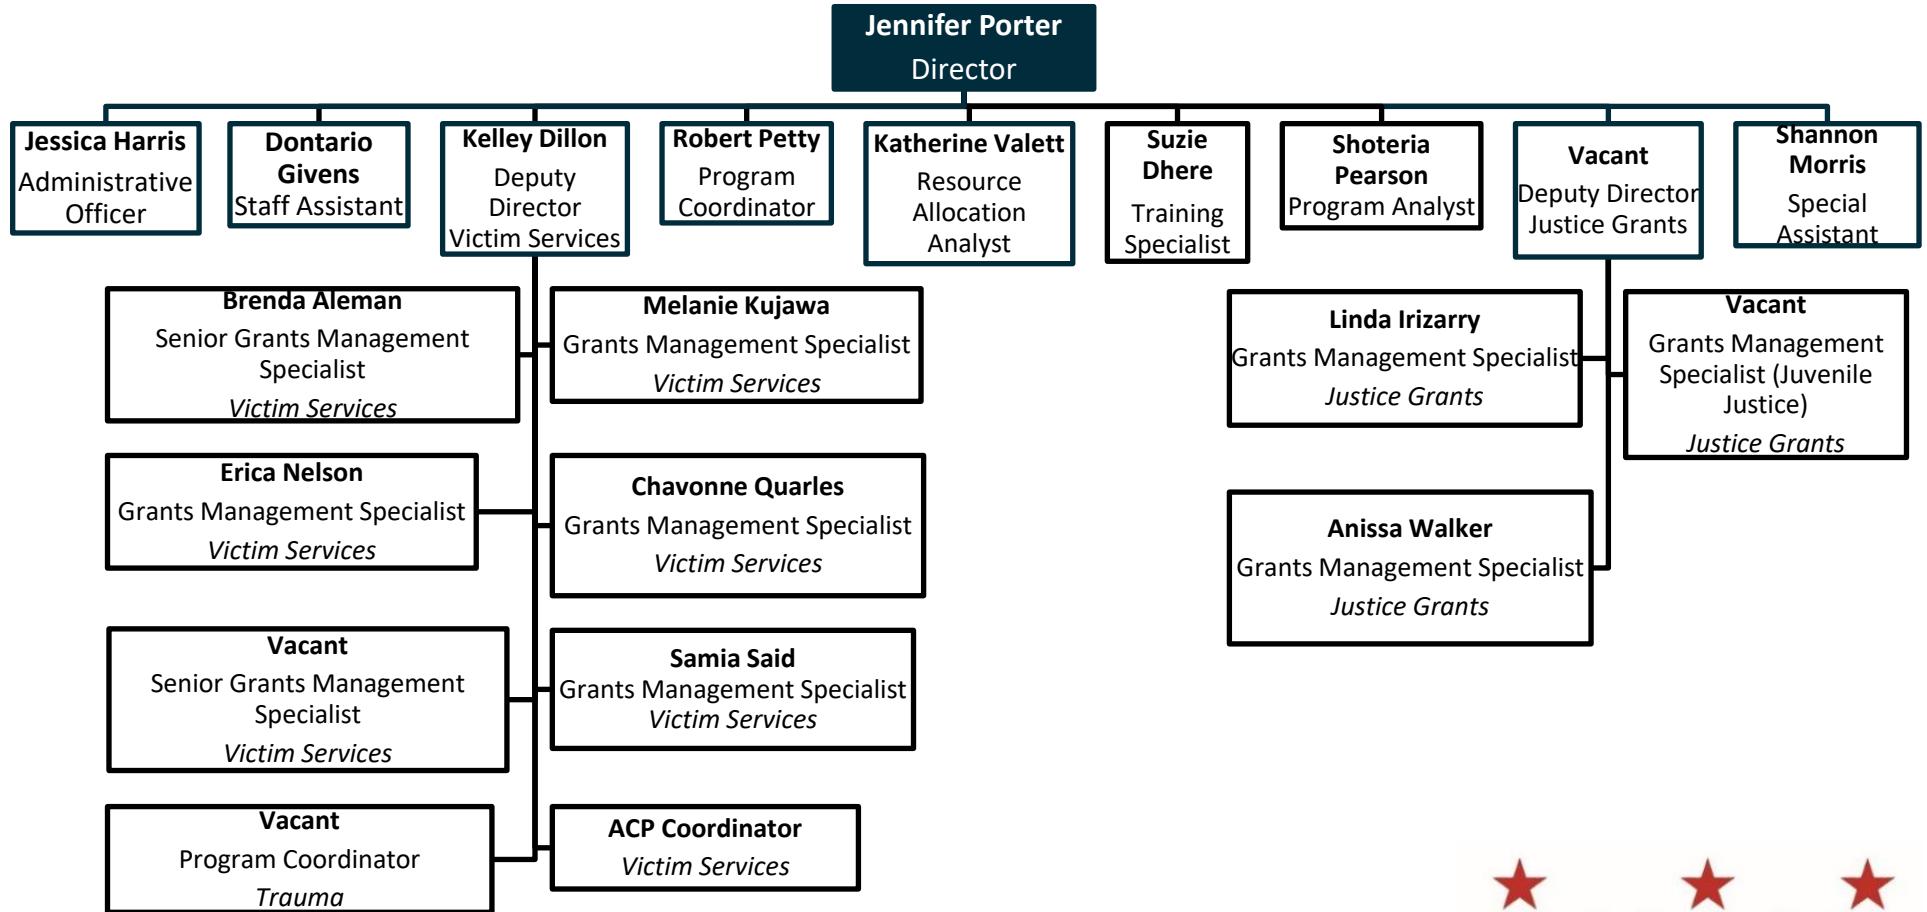 Jennifer Porter
Director
Jessica Harris
Administrative
Officer
Dontario
Givens
Staff Assistant
Kelley Dillon
Deputy
Director
Victim Services
Robert Petty
Program
Coordinator
Katherine Valett
Resource
Allocation
Analyst
Suzie
Dhere
Training
Specialist
Shoteria
Pearson
Program Analyst
Vacant
Deputy Director
Justice Grants
Shannon
Morris
Special
Assistant
Brenda Aleman
Senior Grants Management
Specialist
Victim Services
Melanie Kujawa
Grants Management Specialist
Victim Services
Linda Irizarry
Grants Management Specialist
Justice Grants
Vacant
Grants Management
Specialist (Juvenile
Justice)
Justice Grants
Erica Nelson
Grants Management Specialist
Victim Services
Chavonne Quarles
Grants Management Specialist
Victim Services
Anissa Walker
Grants Management Specialist
Justice Grants
Vacant
Senior Grants Management
Specialist
Victim Services
Samia Said
Grants Management Specialist
Victim Services
Vacant
Program Coordinator
Trauma
ACP Coordinator
Victim Services